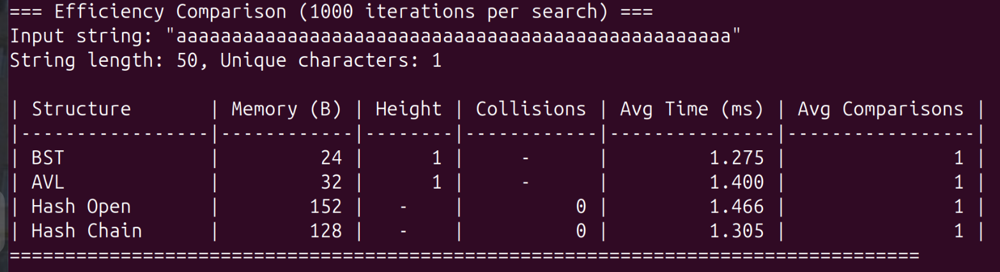 === Efficiency Comparison (1000 iterations per search) ===
Input string: "aaaaaaaaaaaaaaaaaaaaaaaaaaaaaaaaaaaaaaaaaaaaaaaaaa"
String length: 50, Unique characters: 1
| Structure       | Memory (B) | Height | Collisions | Avg Time (ms) | Avg Comparisons |
|-----------------|------------|--------|------------|---------------|-----------------|
| BST             |         24 |      1 |     -      |         1.275 |               1 |
| AVL             |         32 |      1 |     -      |         1.400 |               1 |
| Hash Open       |        152 |   -    |          0 |         1.466 |               1 |
| Hash Chain      |        128 |   -    |          0 |         1.305 |               1 |
==================================================================================